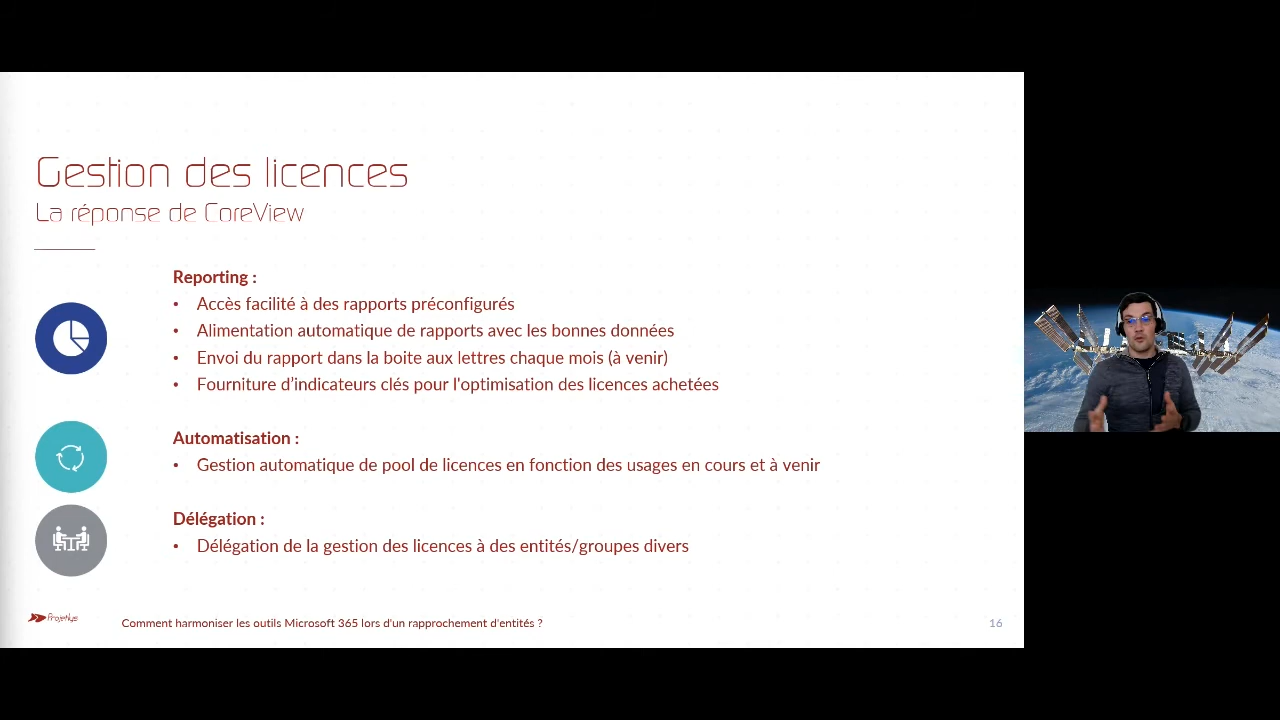 Gestion des licences
La réponse de CoreView
Reporting :
• Accès facilité à des rapports préconfigurés
• Alimentation automatique de rapports avec les bonnes données
• Envoi du rapport dans la boite aux lettres chaque mois (à venir)
• Fourniture d’indicateurs clés pour l'optimisation des licences achetées
Automatisation :
• Gestion automatique de pool de licences en fonction des usages en cours et à venir
Délégation :
• Délégation de la gestion des licences à des entités/groupes divers
Projetlys
Comment harmoniser les outils Microsoft 365 lors d'un rapprochement d'entités ?
16